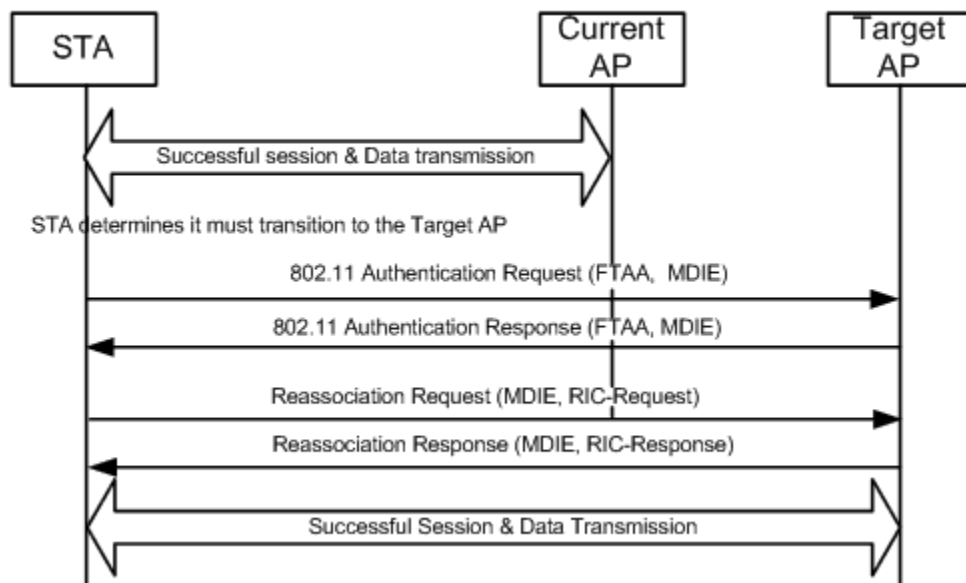 STA
Current
AP
Target
AP
Successful session & Data transmission
STA determines it must transition to the Target AP
802.11 Authentication Request (FTAA, MDIE)
802.11 Authentication Response (FTAA, MDIE)
Reassociation Request (MDIE, RIC-Request)
Reassociation Response (MDIE, RIC-Response)
Successful Session & Data Transmission